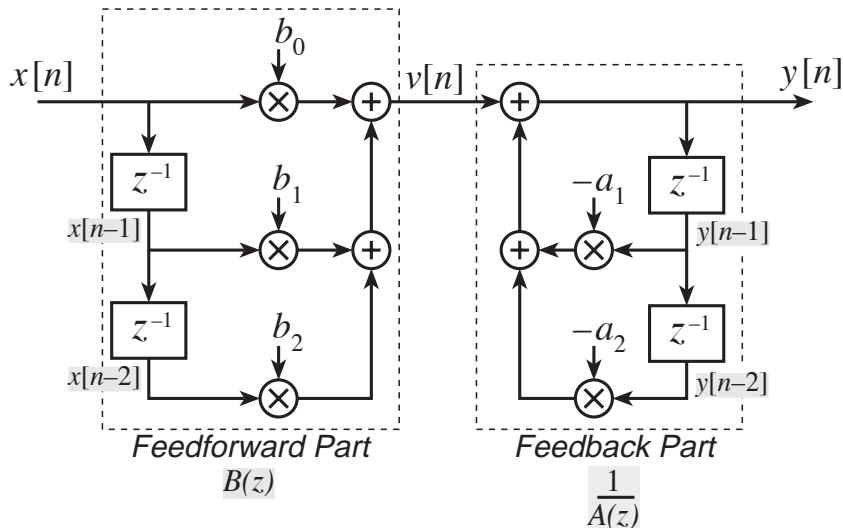 b₀
x[n] v[n] y[n]
z⁻¹ b₁ −a₁ z⁻¹
x[n–1] y[n–1]
z⁻¹ b₂ −a₂ z⁻¹
x[n–2] y[n–2]
Feedforward Part Feedback Part
B(z) 1
A(z)